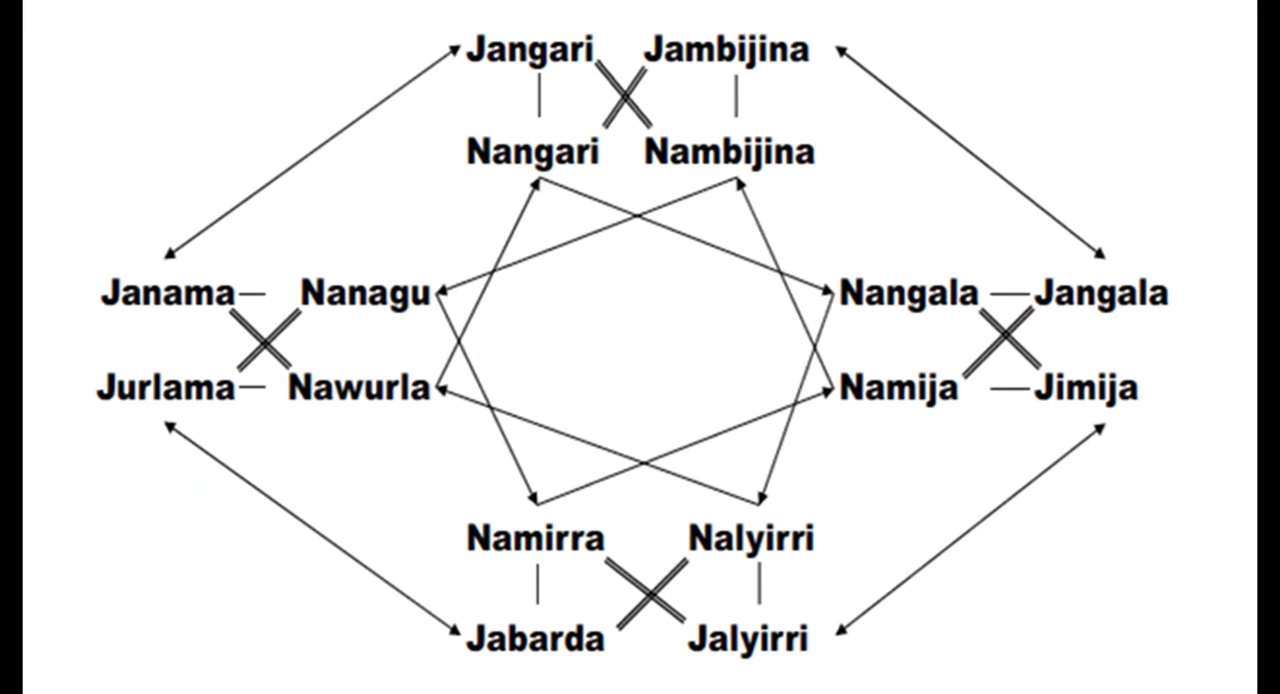 Jangari Jambijina
Nangari Nambijina
Janama Nanagu Nangala Jangala
Jurlama Nawurla Namija Jimija
Namirra Nalyirri
Jabarda Jalyirri